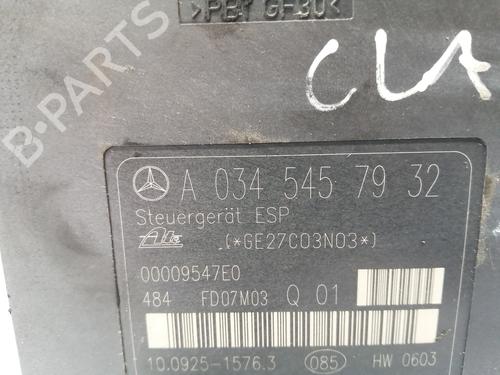 >PBT GF30<
CLA
A 034 545 79 32
Steuergerät ESP
Ate (*GE27C03N03*)
00009547E0
484 FD07M03 Q 01
10.0925-1576.3 085 HW 0603
B-PARTS